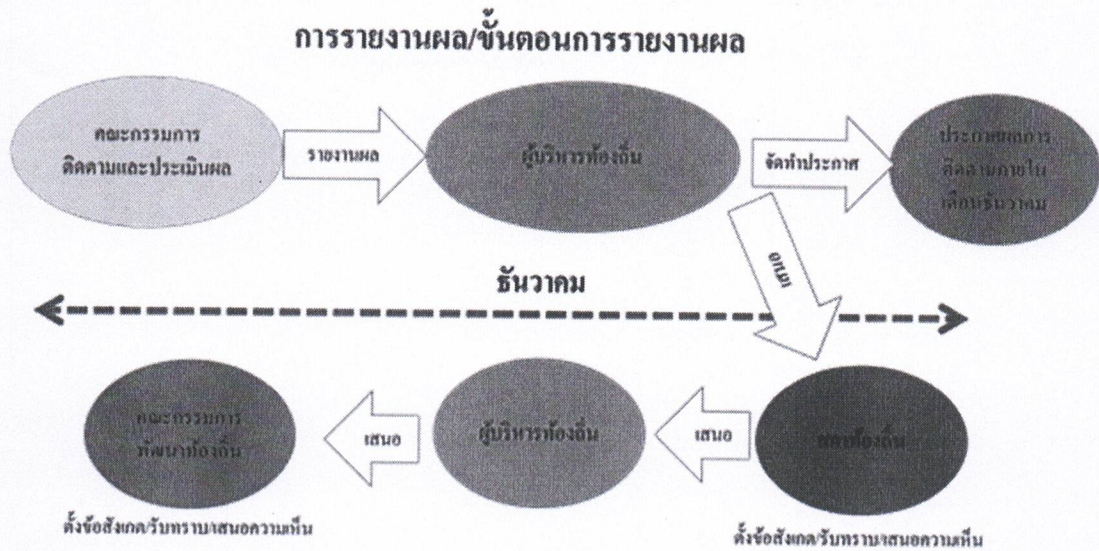 การรายงานผล/ขั้นตอนการรายงานผล
คณะกรรมการ
ติดตามและประเมินผล
รายงานผล
ผู้บริหารท้องถิ่น
จัดทำประกาศ
ประกาศผลการ
ติดตามภายใน
เดือนธันวาคม
เสนอ
ธันวาคม
คณะกรรมการ
พัฒนาท้องถิ่น
เสนอ
ผู้บริหารท้องถิ่น
เสนอ
สภาท้องถิ่น
ตั้งข้อสังเกต/รับทราบ/เสนอความเห็น
ตั้งข้อสังเกต/รับทราบ/เสนอความเห็น